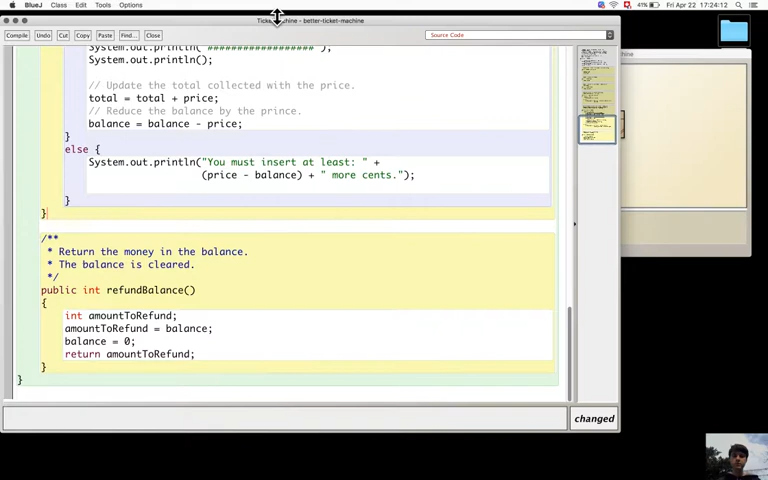 BlueJ Class Edit Tools Options
41% Fri Apr 22 17:24:12
TicketMachine - better-ticket-machine
Compile Undo Cut Copy Paste Find... Close Source Code
System.out.println("##################");
System.out.println();
// Update the total collected with the price.
total = total + price;
// Reduce the balance by the prince.
balance = balance - price;
}
else {
System.out.println("You must insert at least: " +
(price - balance) + " more cents.");
}
}
/**
* Return the money in the balance.
* The balance is cleared.
*/
public int refundBalance()
{
int amountToRefund;
amountToRefund = balance;
balance = 0;
return amountToRefund;
}
}
changed